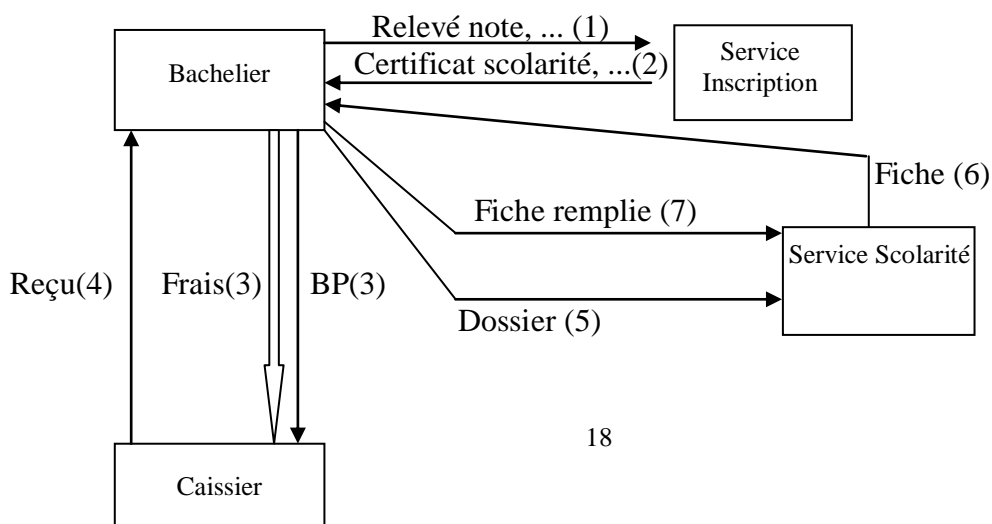 Relevé note, ... (1)
Bachelier
Certificat scolarité, ...(2)
Service
Inscription
Fiche (6)
Fiche remplie (7)
Service Scolarité
Reçu(4)
Frais(3)
BP(3)
Dossier (5)
18
Caissier